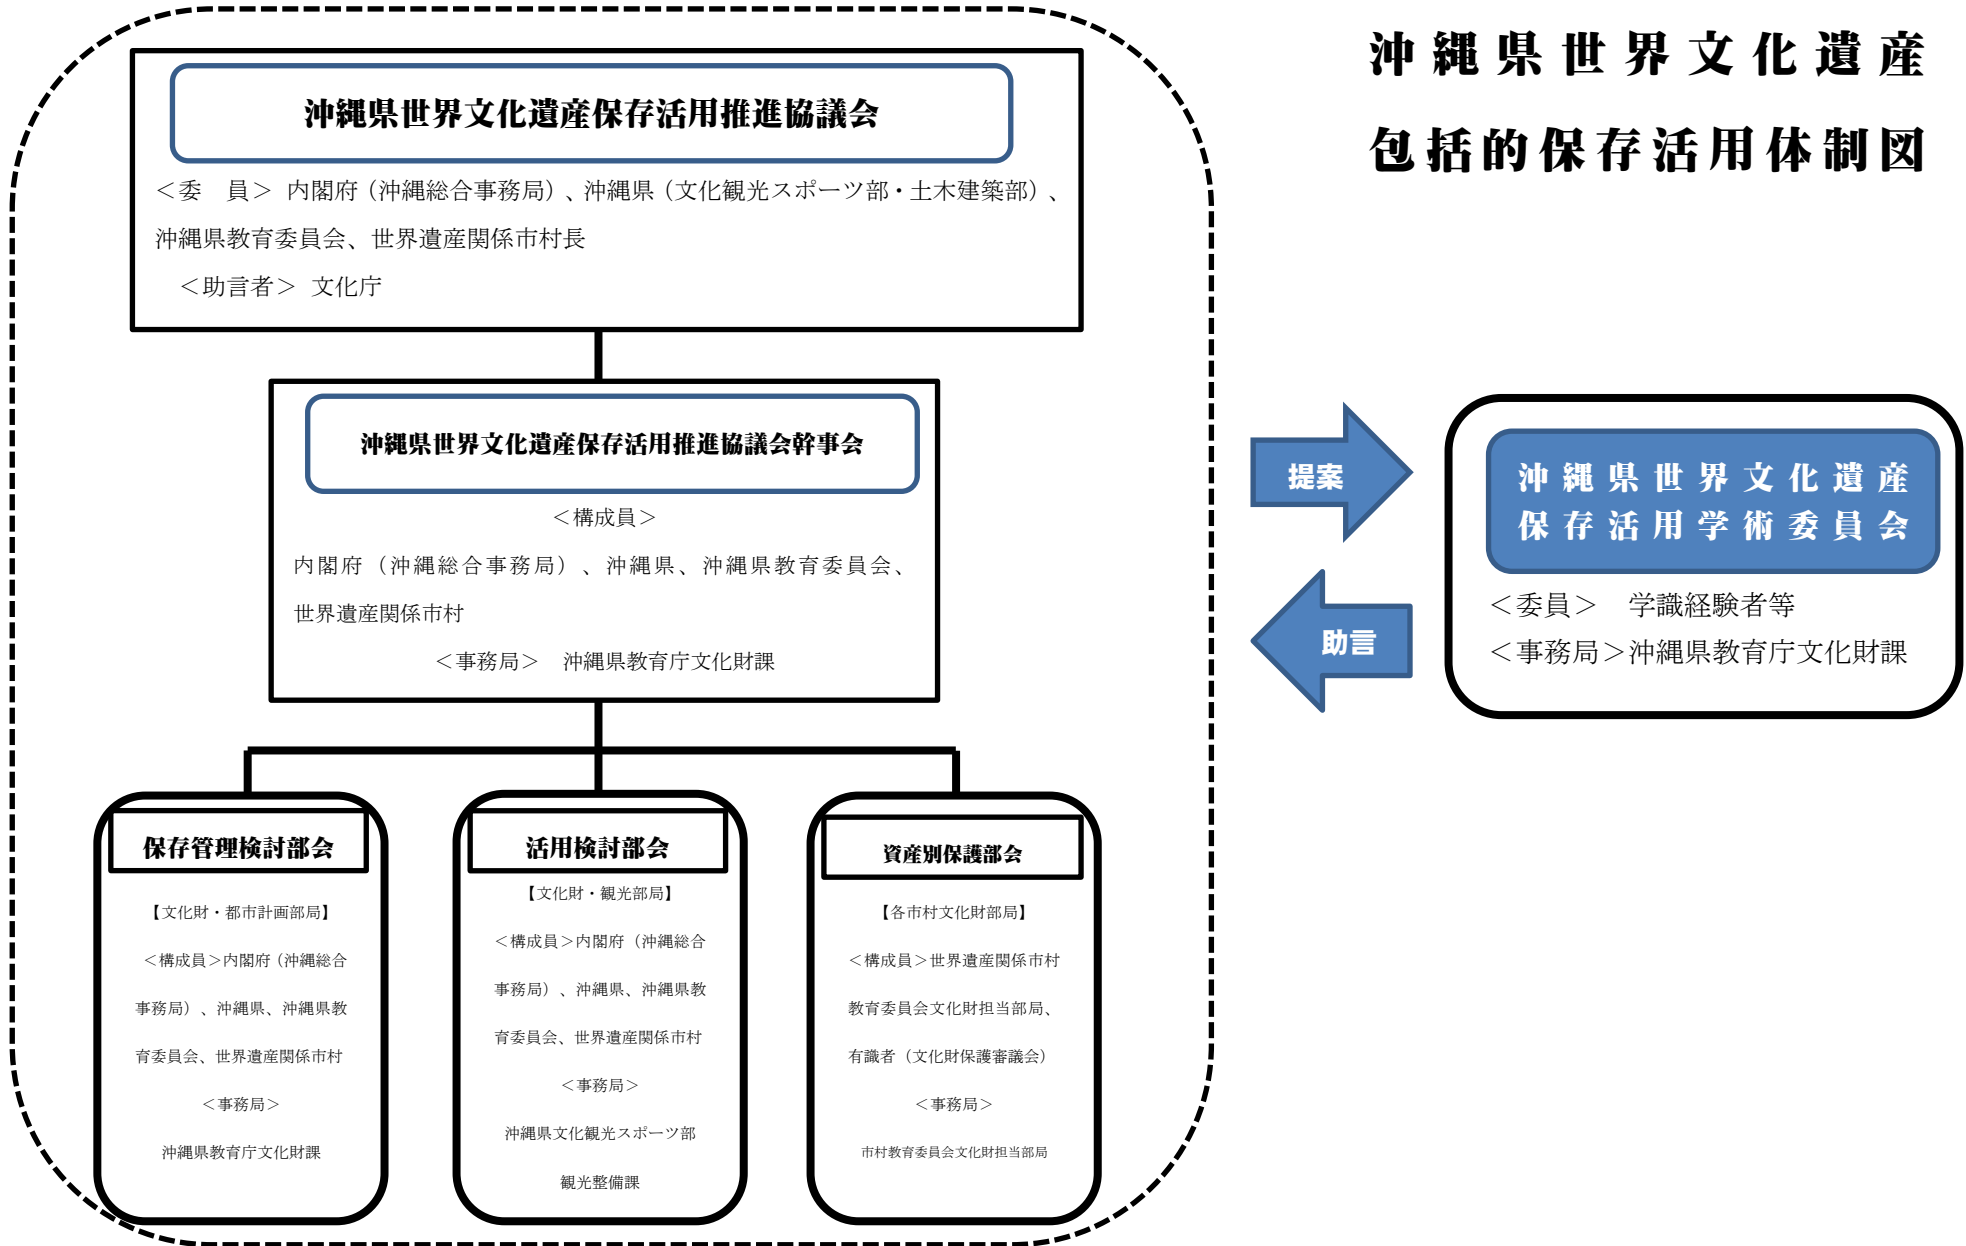 沖縄県世界文化遺産
包括的保存活用体制図
沖縄県世界文化遺産保存活用推進協議会
＜委　員＞ 内閣府（沖縄総合事務局）、沖縄県（文化観光スポーツ部・土木建築部）、
沖縄県教育委員会、世界遺産関係市村長
＜助言者＞ 文化庁
沖縄県世界文化遺産保存活用推進協議会幹事会
＜構成員＞
内閣府（沖縄総合事務局）、沖縄県、沖縄県教育委員会、
世界遺産関係市村
＜事務局＞　沖縄県教育庁文化財課
保存管理検討部会
【文化財・都市計画部局】
＜構成員＞内閣府（沖縄総合
事務局）、沖縄県、沖縄県教
育委員会、世界遺産関係市村
＜事務局＞
沖縄県教育庁文化財課
活用検討部会
【文化財・観光部局】
＜構成員＞内閣府（沖縄総合
事務局）、沖縄県、沖縄県教
育委員会、世界遺産関係市村
＜事務局＞
沖縄県文化観光スポーツ部
観光整備課
資産別保護部会
【各市村文化財部局】
＜構成員＞世界遺産関係市村
教育委員会文化財担当部局、
有識者（文化財保護審議会）
＜事務局＞
市村教育委員会文化財担当部局
提案
助言
沖縄県世界文化遺産
保存活用学術委員会
＜委員＞　学識経験者等
＜事務局＞沖縄県教育庁文化財課